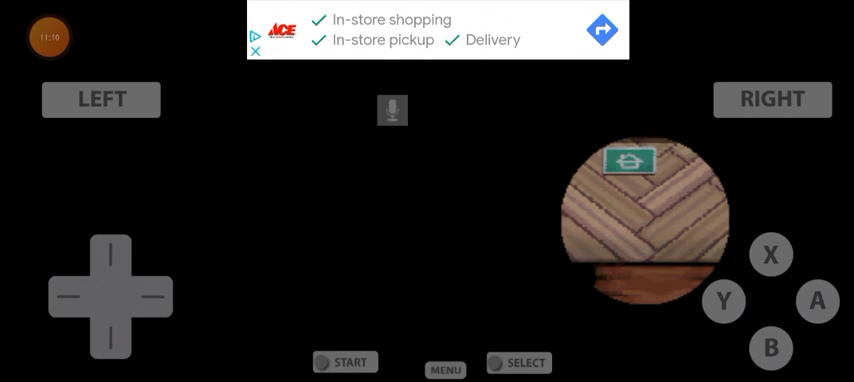 11:10
ACE
In-store shopping
In-store pickup
Delivery
LEFT
RIGHT
X
Y
A
B
START
SELECT
MENU